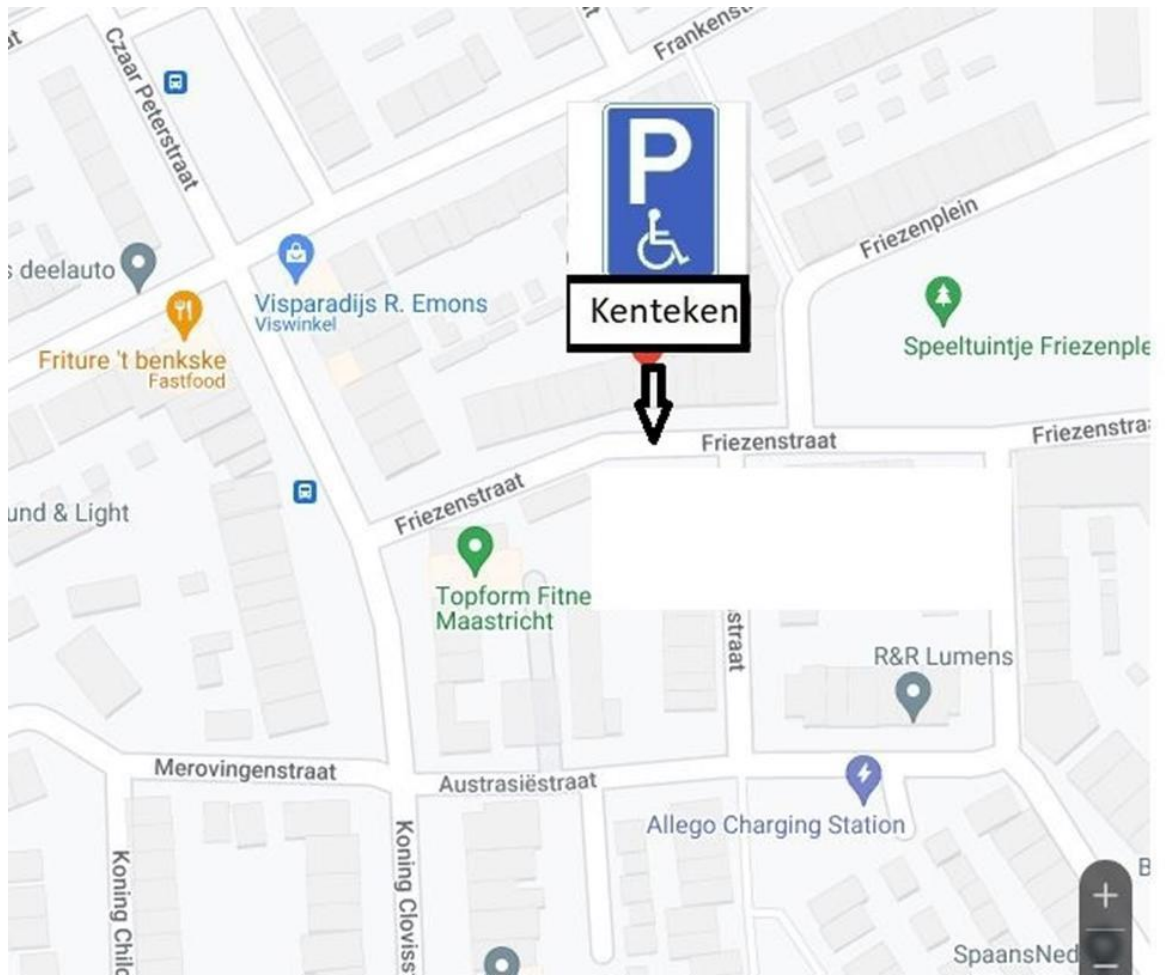 Czaar Peterstraat
Frankenst
P
Kenteken
Friezenplein
s deelauto
Visparadijs R. Emons
Viswinkel
Friture 't benkske
Fastfood
Speeltuintje Friezenple
Friezenstraat
Friezenstra
Friezenstraat
und & Light
Topform Fitne
Maastricht
straat
R&R Lumens
Merovingenstraat
Austrasiëstraat
Allego Charging Station
Koning Chilo
Koning Cloviss
B
SpaansNed